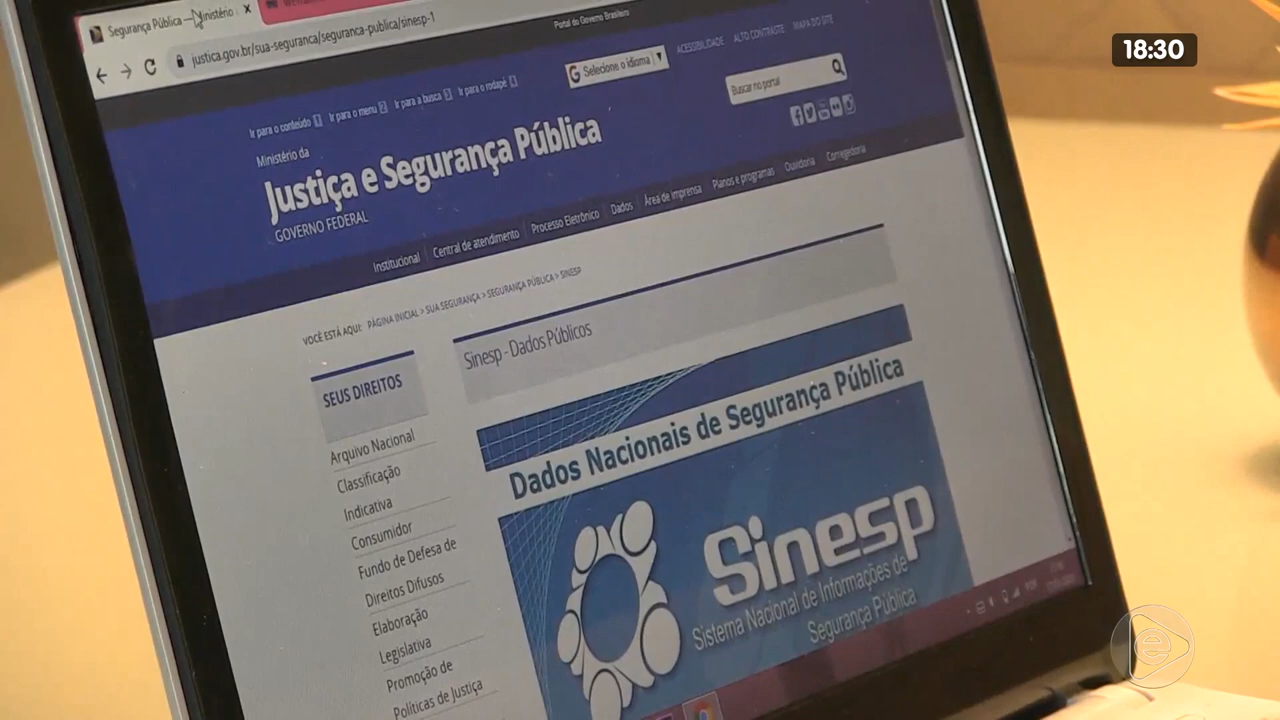 Segurança Pública — Ministério
18:30
justica.gov.br/sua-seguranca/seguranca-publica/sinesp-1
Portal do Governo Brasileiro
Ir para o conteúdo 1 Ir para o menu 2 Ir para a busca 3 Ir para o rodapé 4
Selecione o idioma ▼
ACESSIBILIDADE ALTO CONTRASTE MAPA DO SITE
Buscar no portal
Ministério da
Justiça e Segurança Pública
GOVERNO FEDERAL
Institucional Central de atendimento Processo Eletrônico Dados Área de imprensa Planos e programas Ouvidoria Corregedoria
VOCÊ ESTÁ AQUI: PÁGINA INICIAL > SUA SEGURANÇA > SEGURANÇA PÚBLICA > SINESP
SEUS DIREITOS
Arquivo Nacional
Classificação
Indicativa
Consumidor
Fundo de Defesa de
Direitos Difusos
Elaboração
Legislativa
Promoção de
Políticas de Justiça
Sinesp - Dados Públicos
Dados Nacionais de Segurança Pública
Sinesp
Sistema Nacional de Informações de
Segurança Pública
e